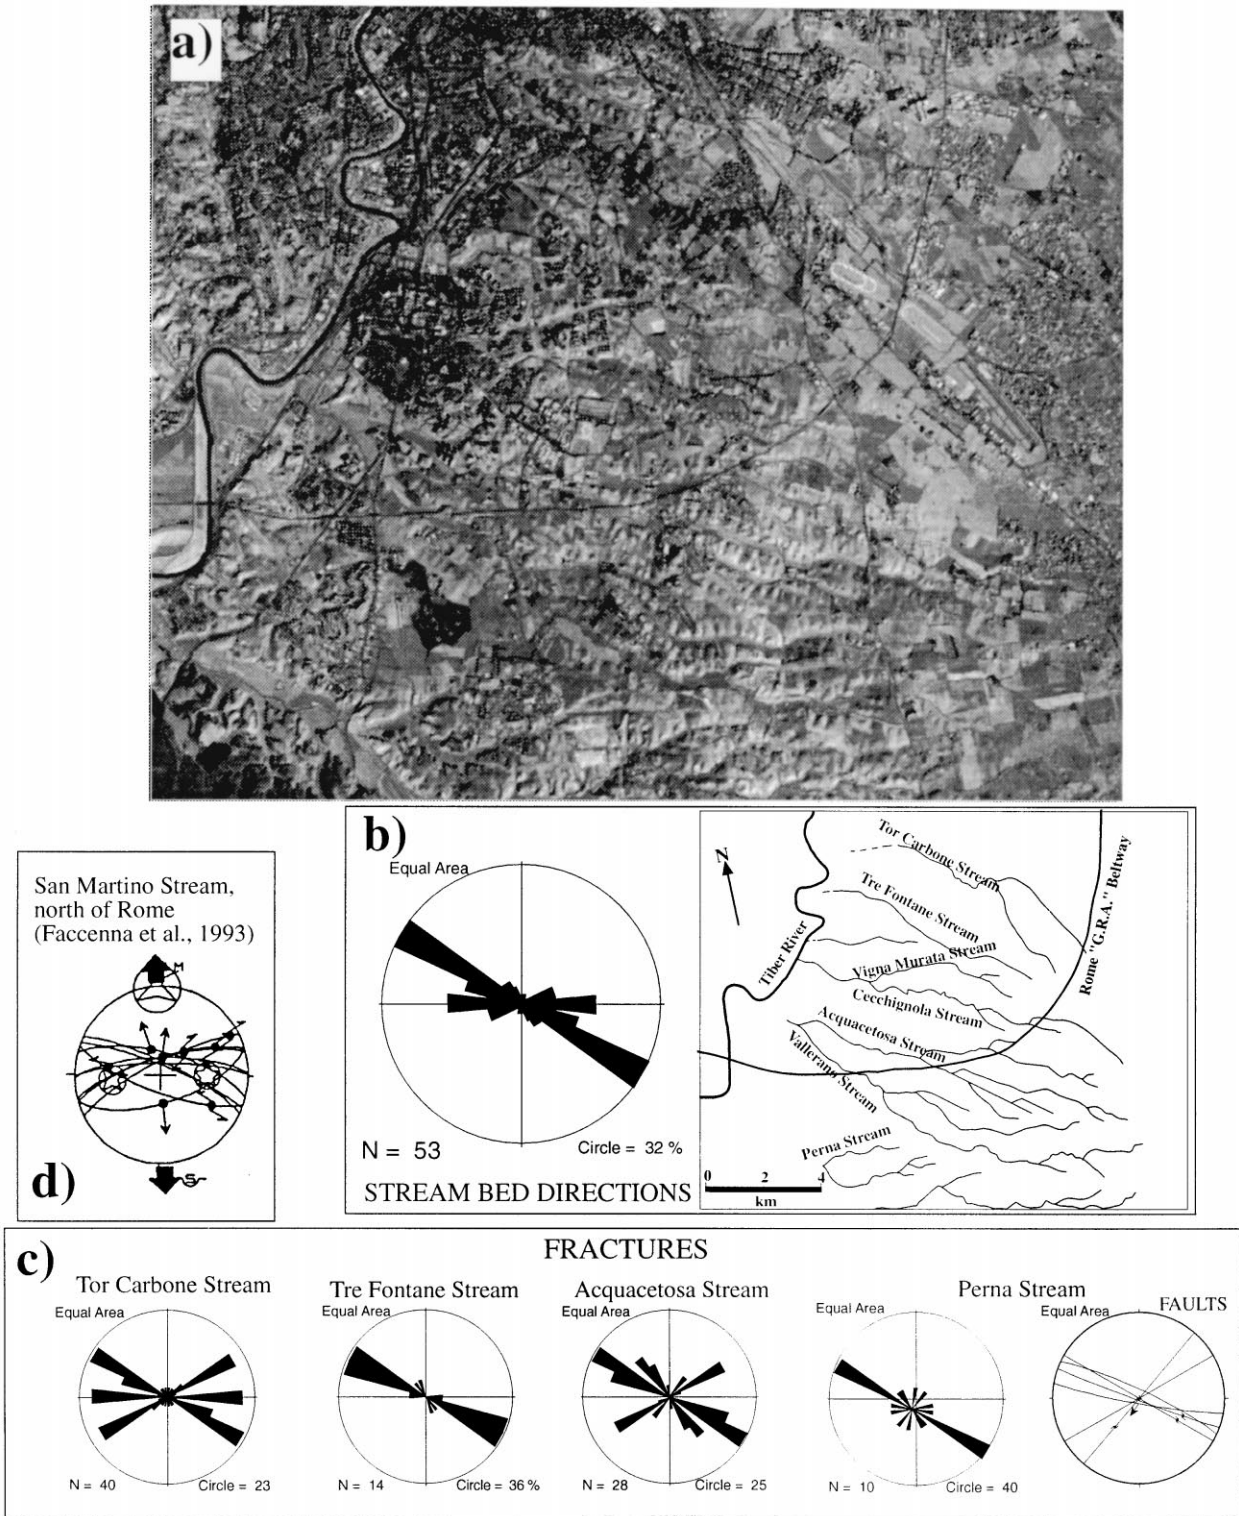 a)
b)
Equal Area
N = 53
Circle = 32 %
STREAM BED DIRECTIONS
N
Tor Carbone Stream
Tre Fontane Stream
Tiber River
Vigna Murata Stream
Cecchignola Stream
Acquacetosa Stream
Vallerano Stream
Perna Stream
Rome "G.R.A." Beltway
0 2 4
km
San Martino Stream,
north of Rome
(Faccenna et al., 1993)
d)
c)
FRACTURES
Tor Carbone Stream
Equal Area
N = 40
Circle = 23
Tre Fontane Stream
Equal Area
N = 14
Circle = 36 %
Acquacetosa Stream
Equal Area
N = 28
Circle = 25
Perna Stream
Equal Area
N = 10
Circle = 40
Equal Area
FAULTS